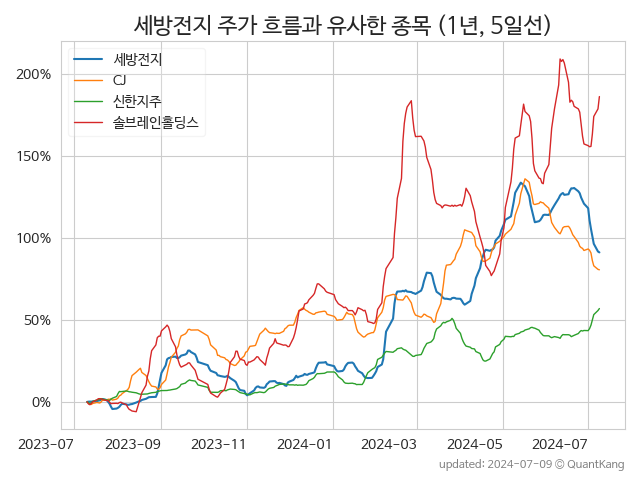 세방전지 주가 흐름과 유사한 종목 (1년, 5일선)
세방전지
CJ
신한지주
솔브레인홀딩스
200%
150%
100%
50%
0%
2023-07 2023-09 2023-11 2024-01 2024-03 2024-05 2024-07
updated: 2024-07-09 © QuantKang